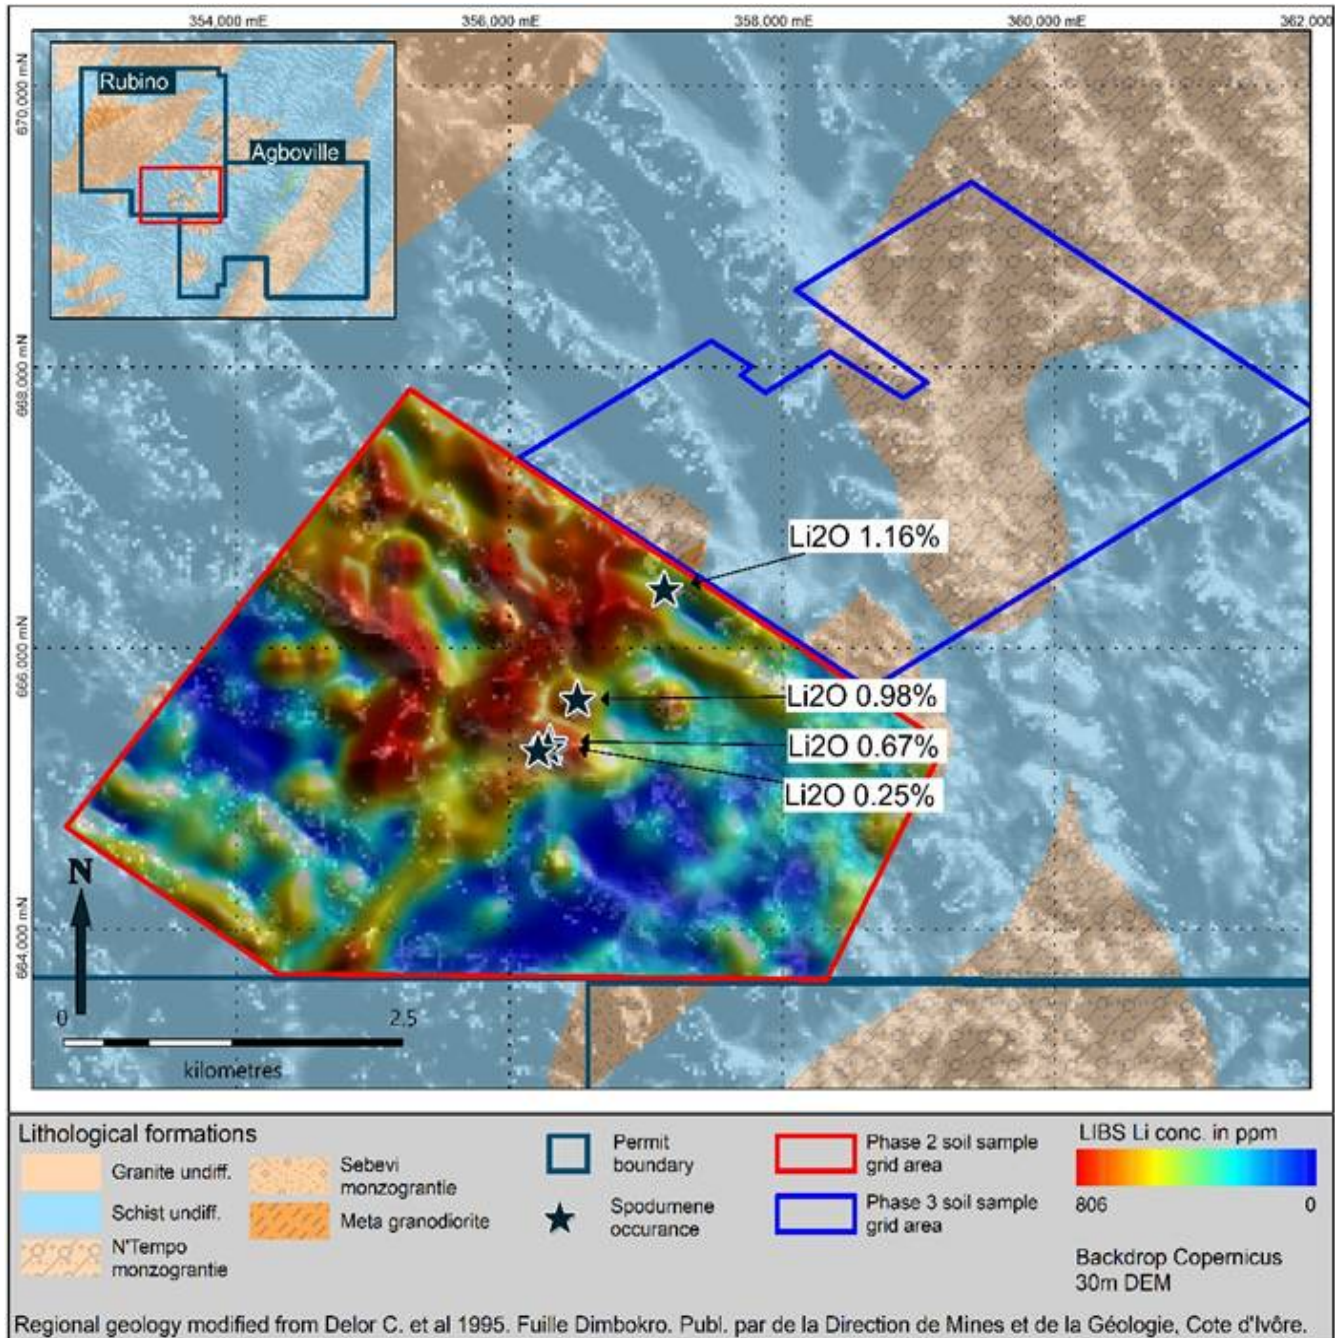 354,000 mE
356,000 mE
358,000 mE
360,000 mE
362,000
670,000 mN
668,000 mN
666,000 mN
664,000 mN
Rubino
Agboville
Li2O 1.16%
Li2O 0.98%
Li2O 0.67%
Li2O 0.25%
N
0
2.5
kilometres
Lithological formations
Granite undiff.
Schist undiff.
N'Tempo
monzograntie
Sebevi
monzograntie
Meta granodiorite
Permit
boundary
Spodumene
occurance
Phase 2 soil sample
grid area
Phase 3 soil sample
grid area
LIBS Li conc. in ppm
806
0
Backdrop Copernicus
30m DEM
Regional geology modified from Delor C. et al 1995. Fuille Dimbokro. Publ. par de la Direction de Mines et de la Géologie. Cote d'Ivôre.